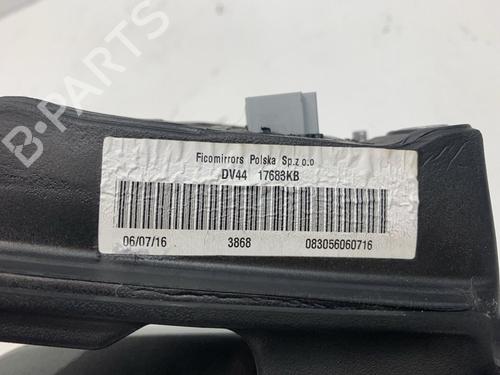 B-PARTS
Ficomirrors Polska Sp.z o.o
DV44 17683KB
06/07/16 3868 083056060716